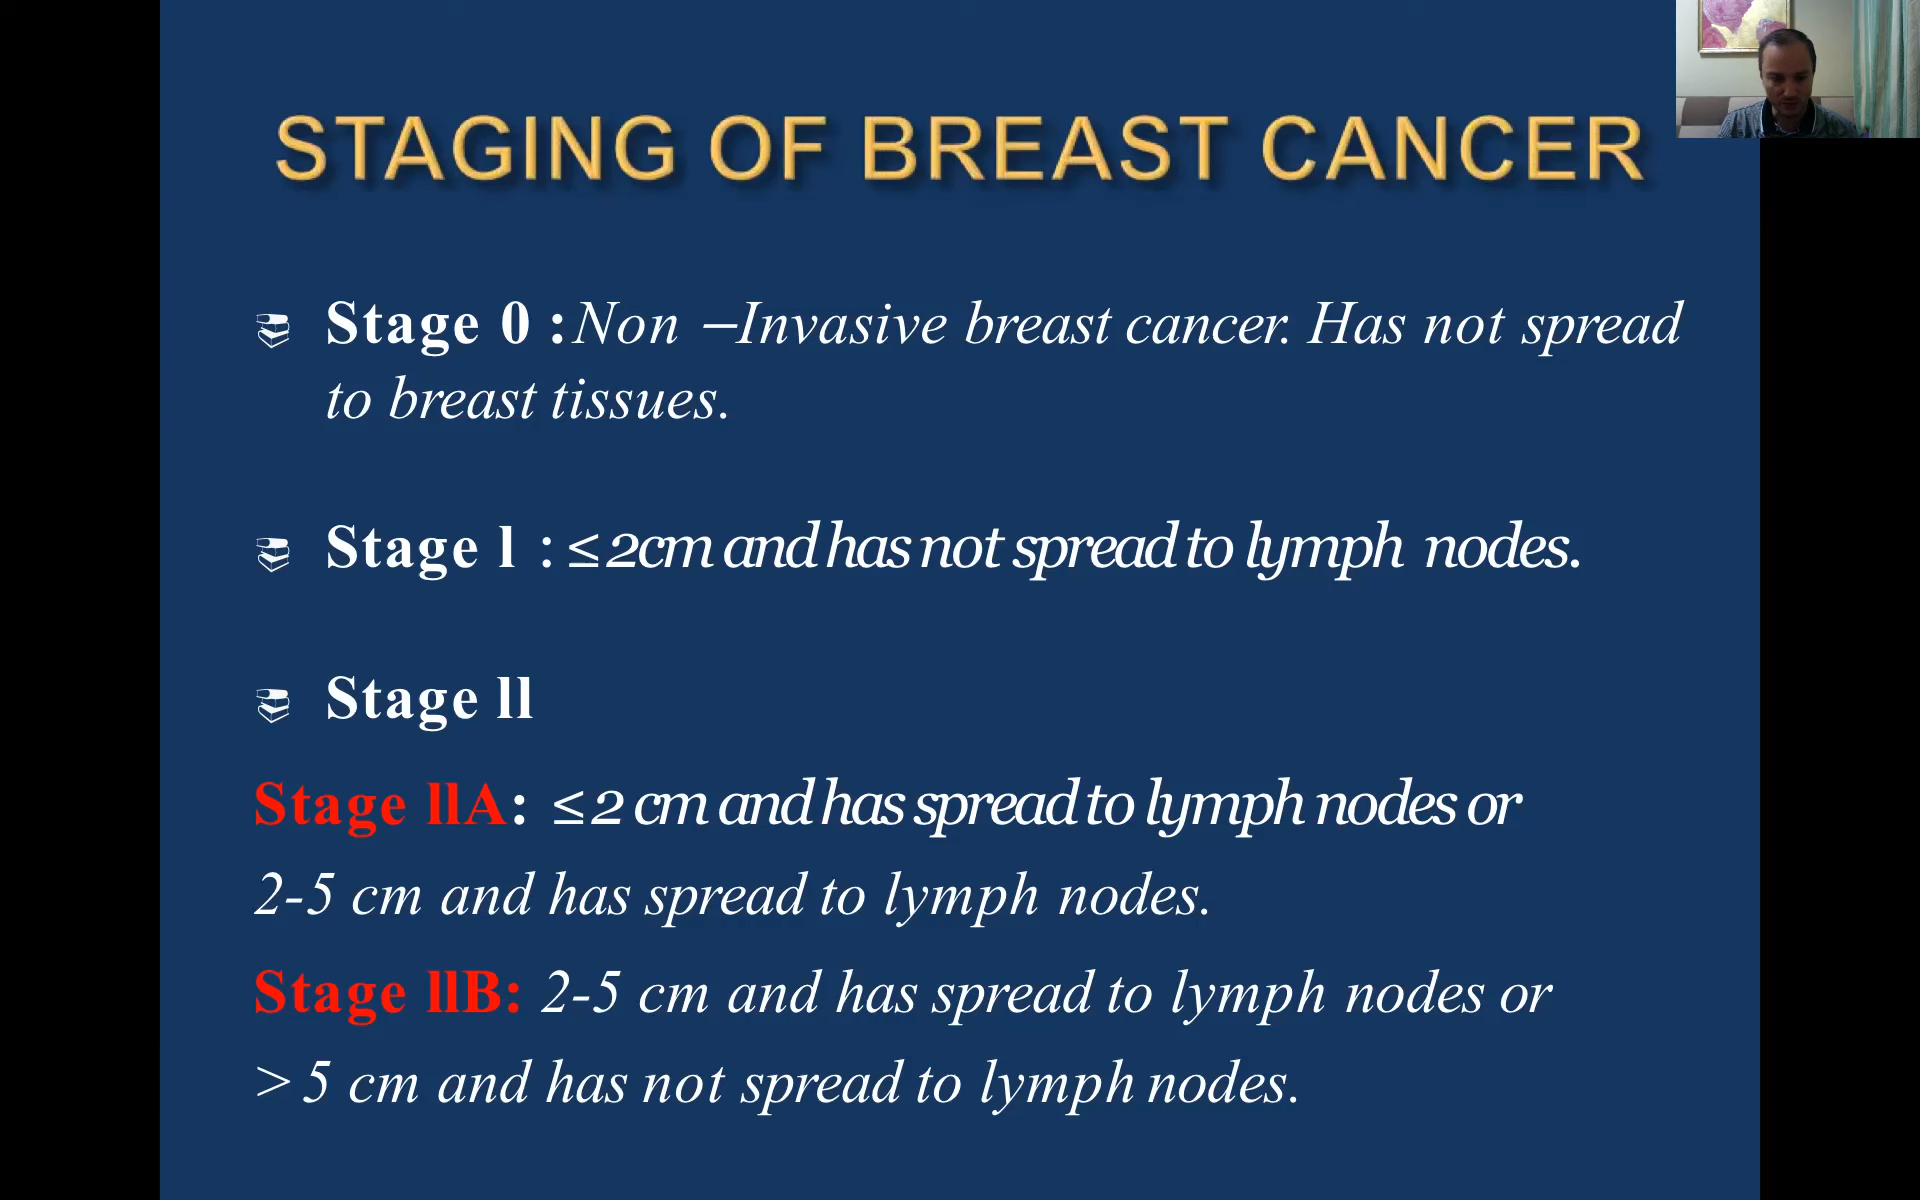 STAGING OF BREAST CANCER
Stage 0 :Non –Invasive breast cancer. Has not spread
to breast tissues.
Stage l : ≤2cm and has not spread to lymph nodes.
Stage ll
Stage llA: ≤2 cm and has spread to lymph nodes or
2-5 cm and has spread to lymph nodes.
Stage llB: 2-5 cm and has spread to lymph nodes or
> 5 cm and has not spread to lymph nodes.